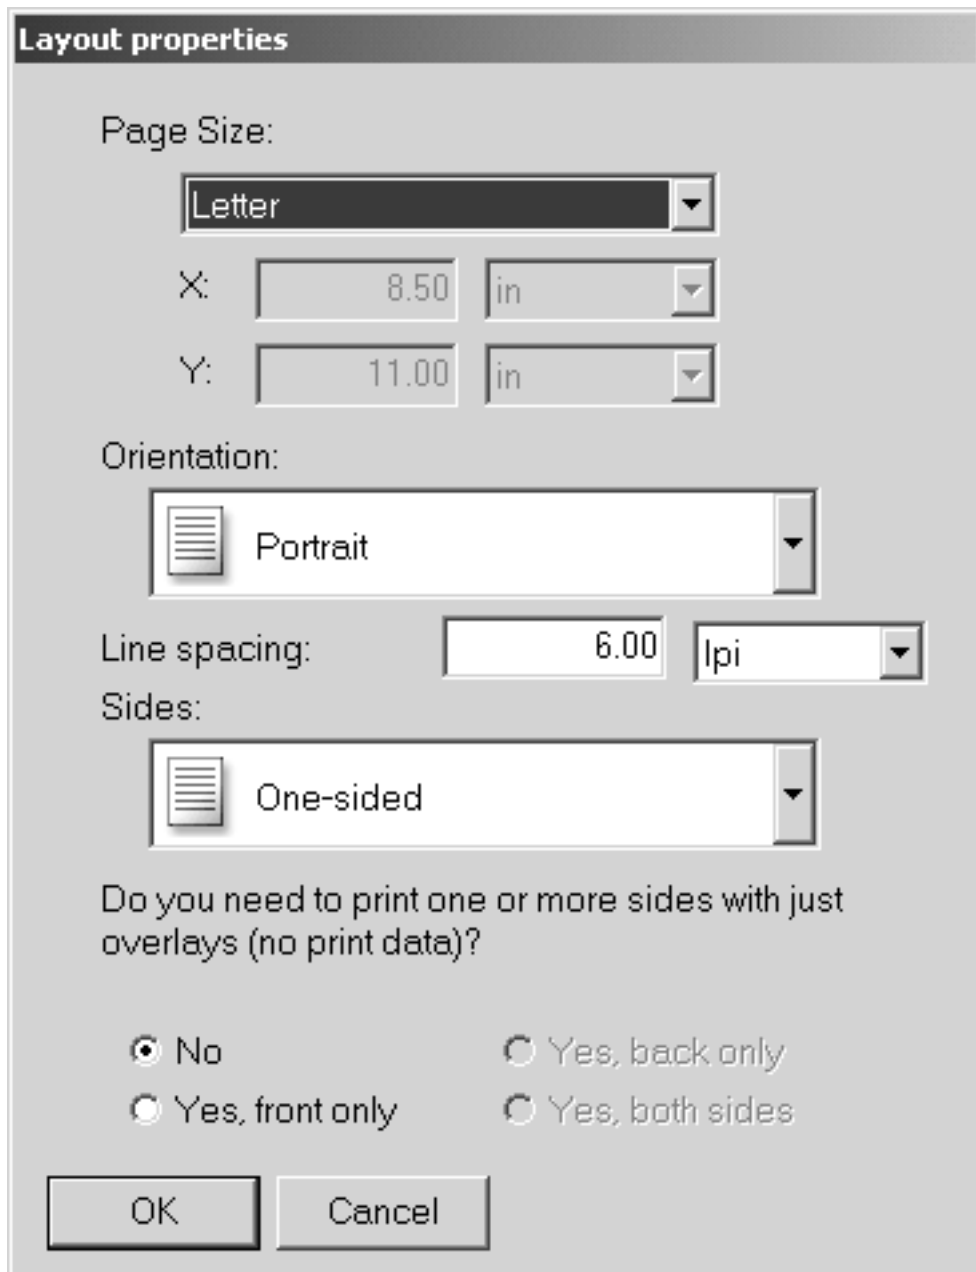 Layout properties
Page Size:
Letter
X: 8.50 in
Y: 11.00 in
Orientation:
Portrait
Line spacing: 6.00 lpi
Sides:
One-sided
Do you need to print one or more sides with just
overlays (no print data)?
No Yes, back only
Yes, front only Yes, both sides
OK Cancel